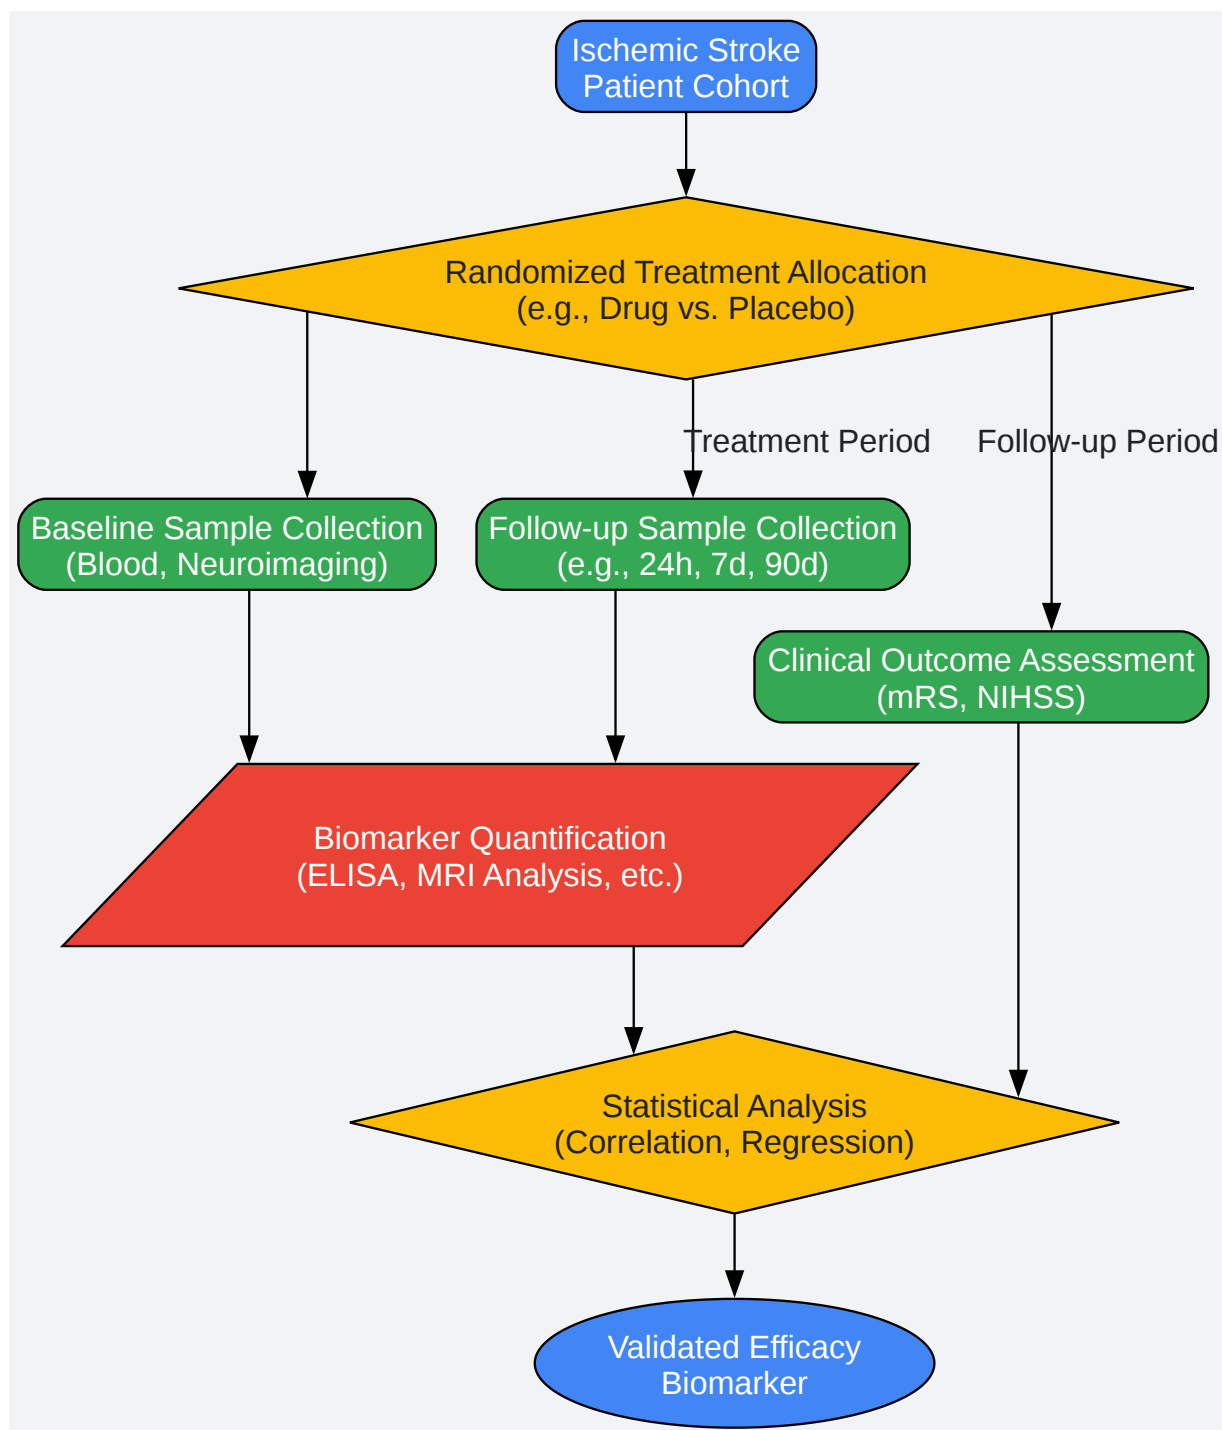 Ischemic Stroke
Patient Cohort
Randomized Treatment Allocation
(e.g., Drug vs. Placebo)
Treatment Period
Follow-up Period
Baseline Sample Collection
(Blood, Neuroimaging)
Follow-up Sample Collection
(e.g., 24h, 7d, 90d)
Clinical Outcome Assessment
(mRS, NIHSS)
Biomarker Quantification
(ELISA, MRI Analysis, etc.)
Statistical Analysis
(Correlation, Regression)
Validated Efficacy
Biomarker